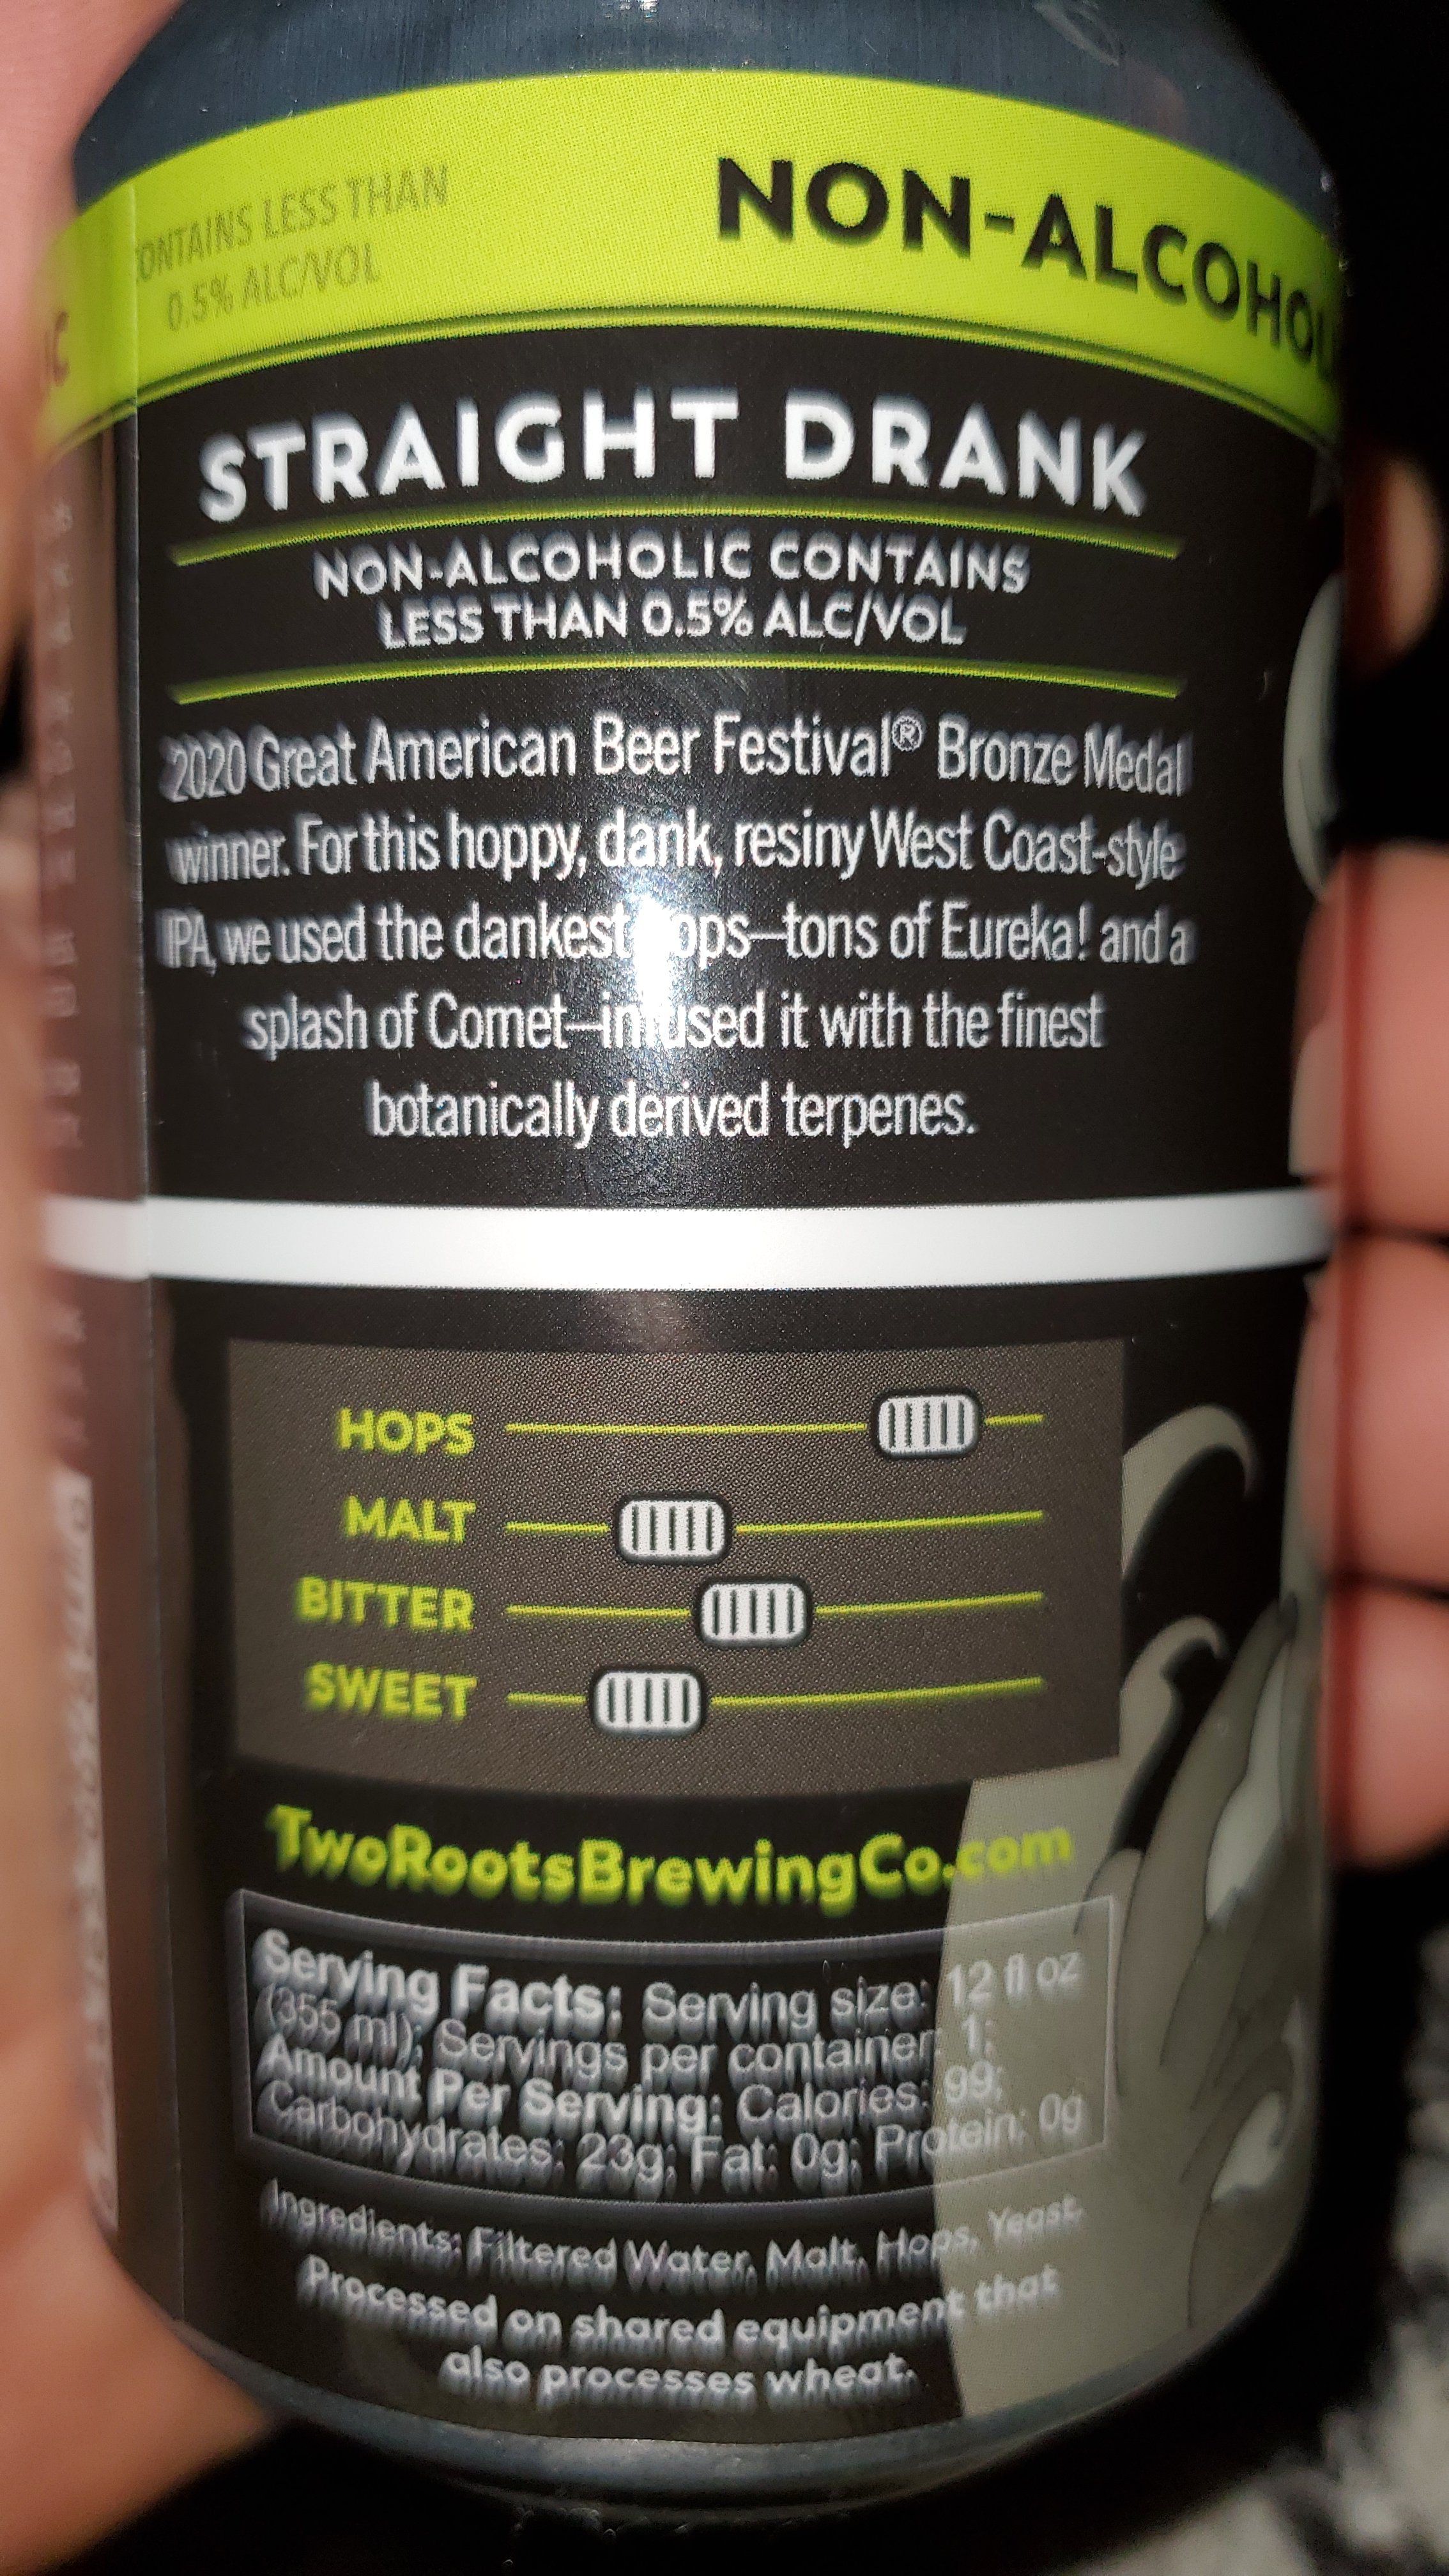 CONTAINS LESS THAN
0.5% ALC/VOL
NON-ALCOHOL
IC
STRAIGHT DRANK
NON-ALCOHOLIC CONTAINS
LESS THAN 0.5% ALC/VOL
2020 Great American Beer Festival® Bronze Medal
winner. For this hoppy, dank, resiny West Coast-style
IPA, we used the dankest hops—tons of Eureka! and a
splash of Comet—infused it with the finest
botanically derived terpenes.
HOPS
MALT
BITTER
SWEET
TwoRootsBrewingCo.com
Serving Facts: Serving size: 12 fl oz
(355 ml); Servings per container: 1;
Amount Per Serving: Calories: 99;
Carbohydrates: 23g; Fat: 0g; Protein: 0g
Ingredients: Filtered Water, Malt, Hops, Yeast.
Processed on shared equipment that
also processes wheat.